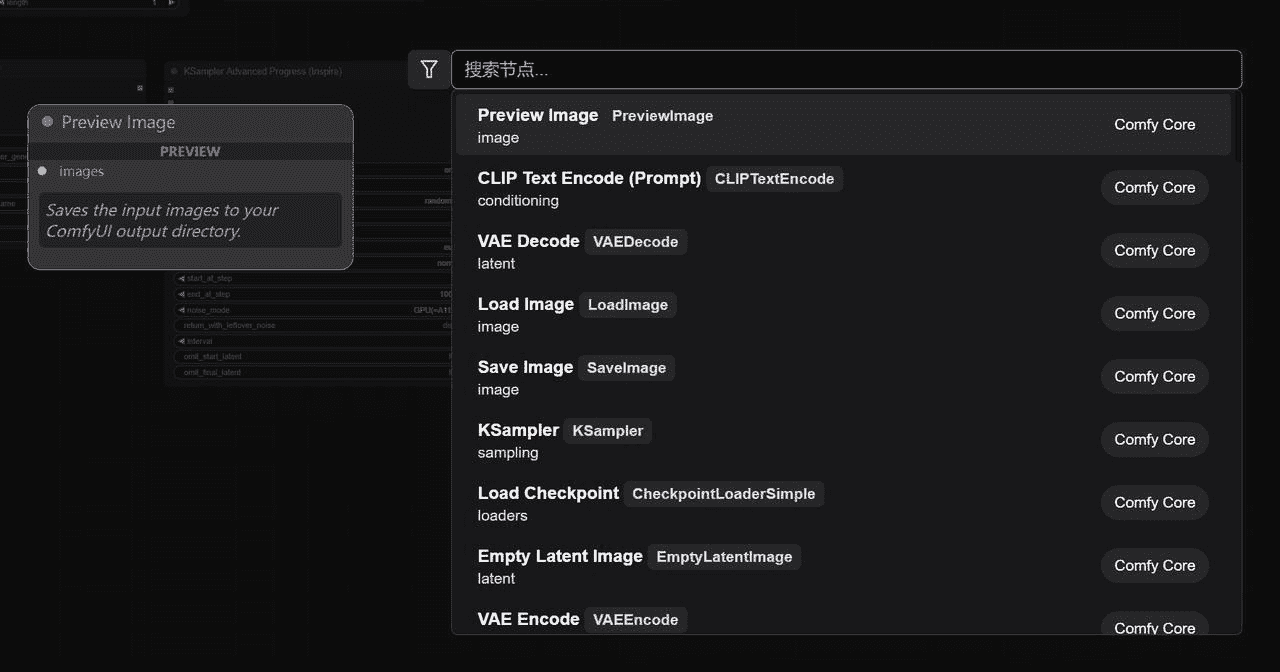 length
1
KSampler Advanced Progress (Inspire)
搜索节点...
Preview Image
PREVIEW
images
Saves the input images to your
ComfyUI output directory.
start_at_step
end_at_step
noise_mode
return_with_leftover_noise
interval
omit_start_latent
omit_final_latent
Preview Image PreviewImage
image
Comfy Core
CLIP Text Encode (Prompt) CLIPTextEncode
conditioning
Comfy Core
VAE Decode VAEDecode
latent
Comfy Core
Load Image LoadImage
image
Comfy Core
Save Image SaveImage
image
Comfy Core
KSampler KSampler
sampling
Comfy Core
Load Checkpoint CheckpointLoaderSimple
loaders
Comfy Core
Empty Latent Image EmptyLatentImage
latent
Comfy Core
VAE Encode VAEEncode
Comfy Core